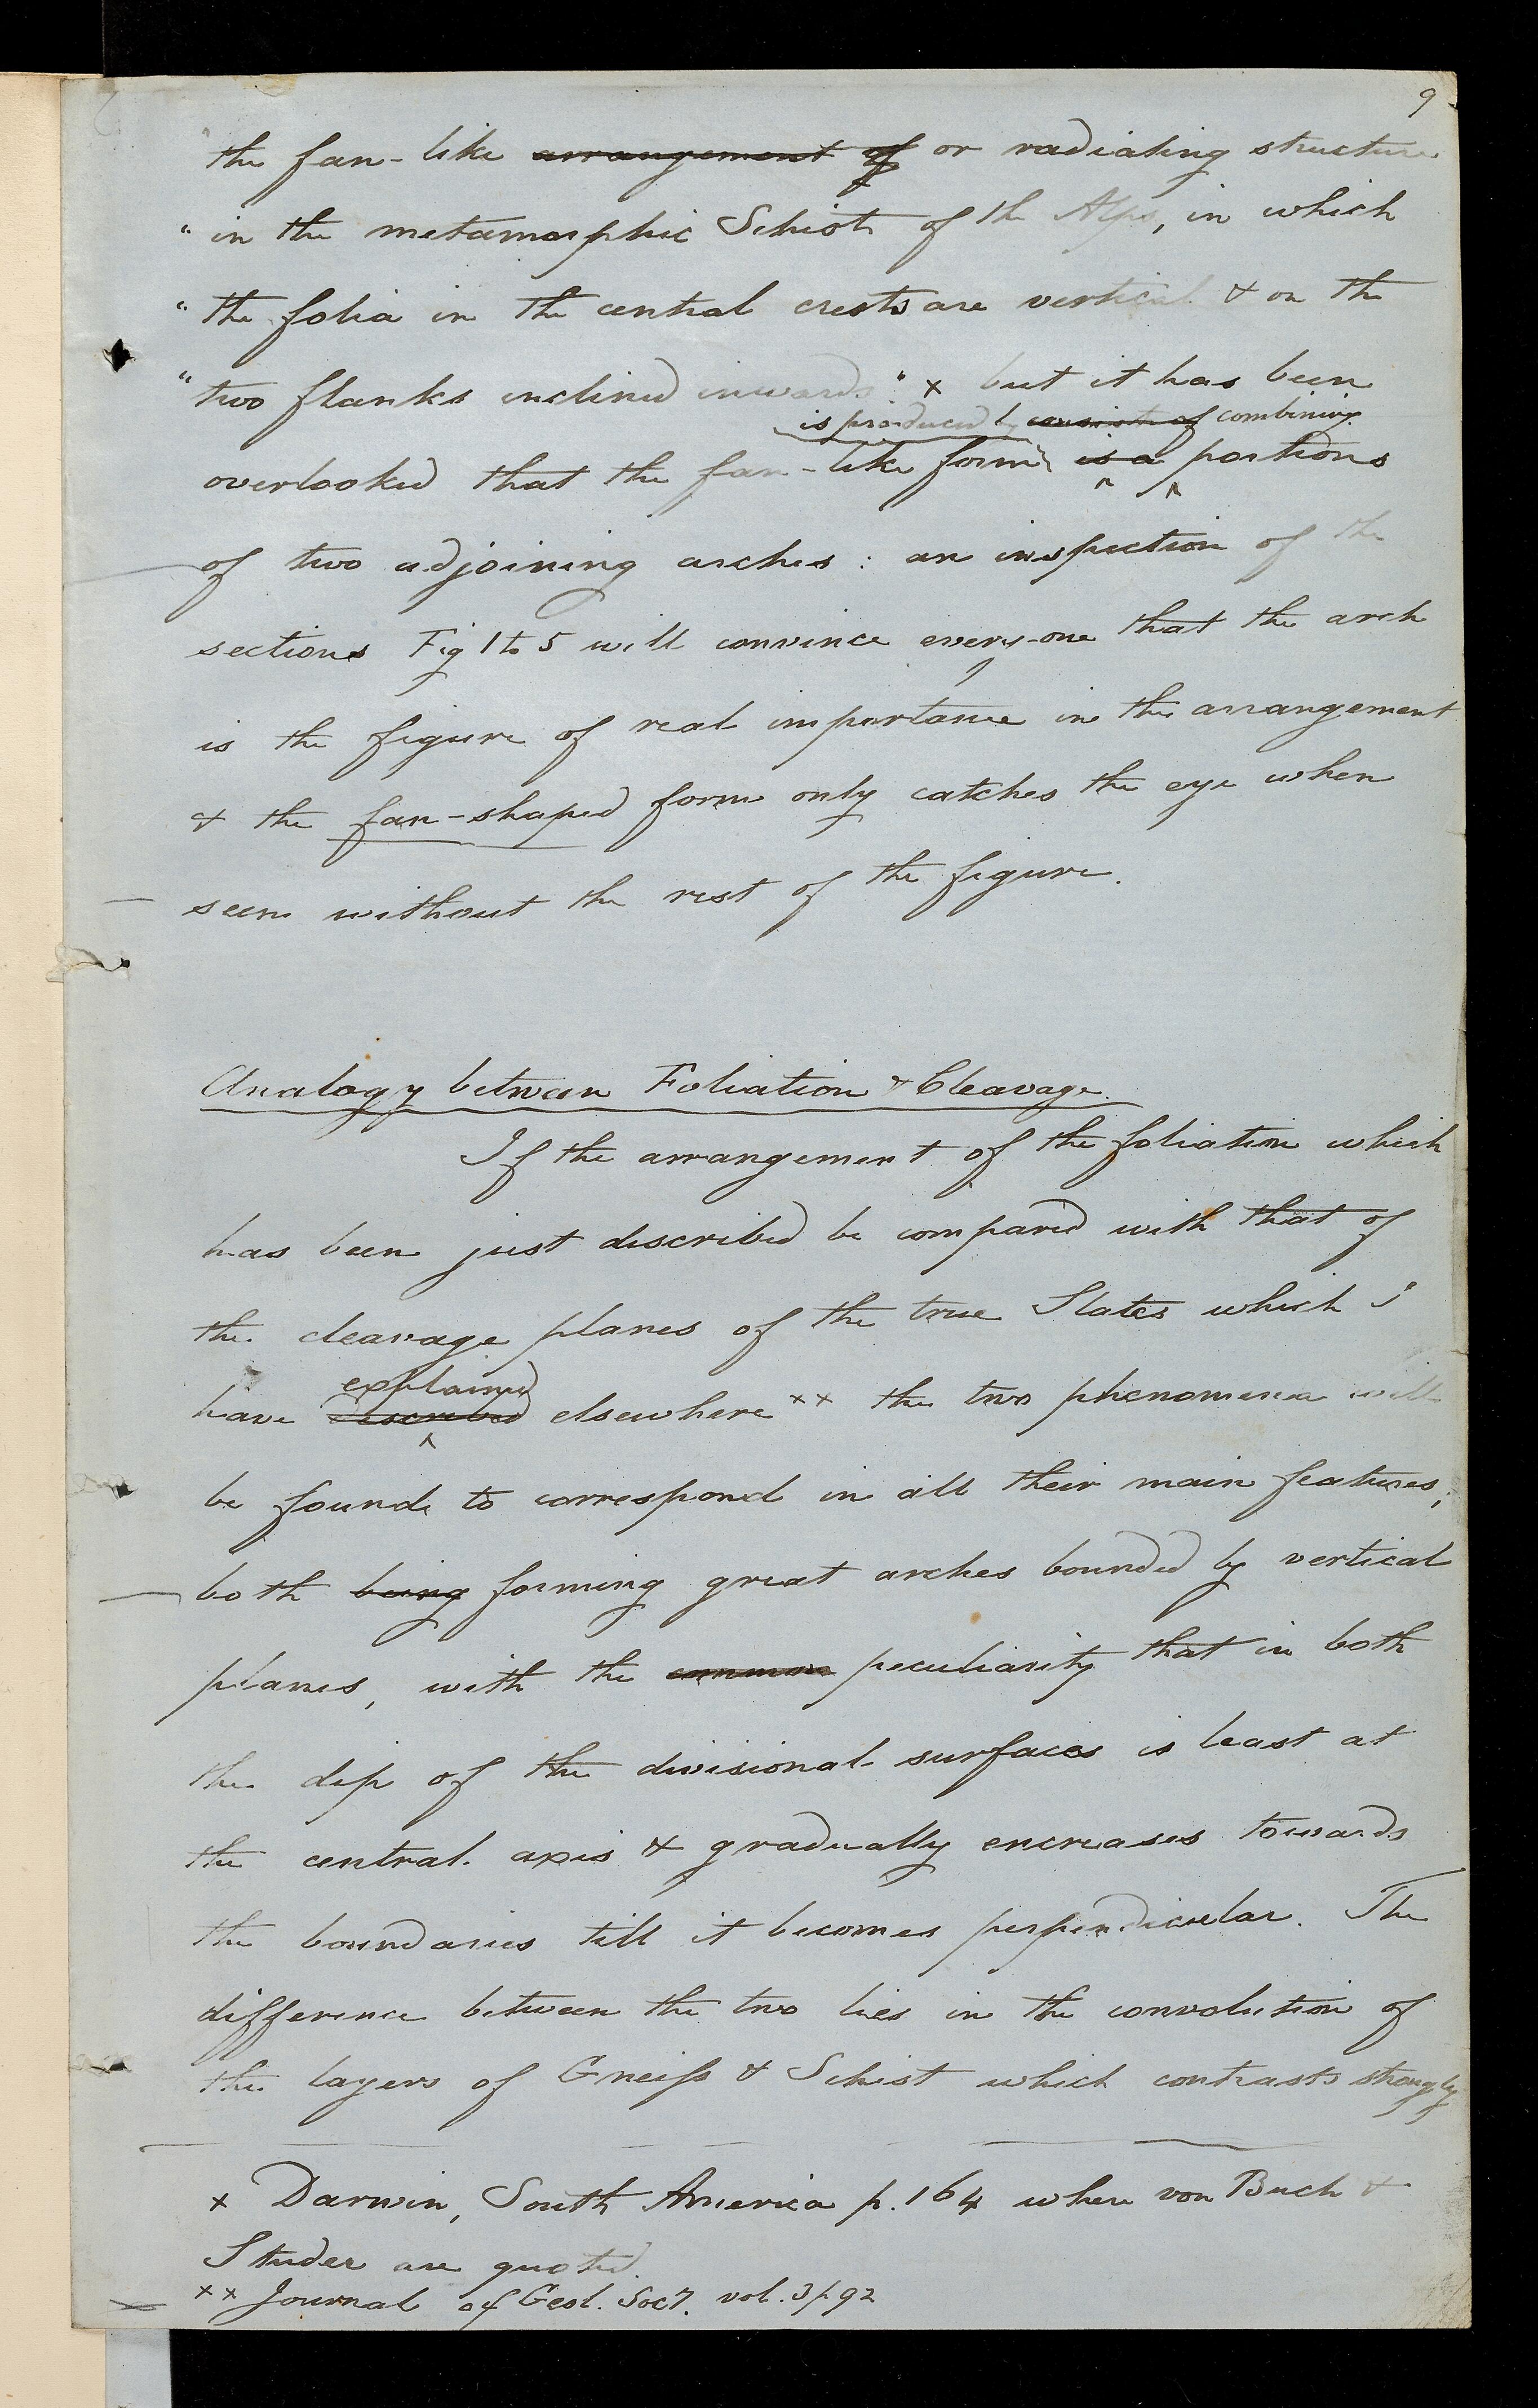 9
" the fan-like arrangement of or radiating structure
" in the metamorphic Schist of the Alps, in which
" the folia in the central crests are vertical & on the
" two flanks inclined inwards." x but it has been
is produced by consists of combining
overlooked that the fan-like form is a portions
of two adjoining arches : an inspection of the
sections Fig 1 to 5 will convince every-one that the arch
is the figure of real importance in the arrangement
& the fan-shaped form only catches the eye when
seen without the rest of the figure.
Analogy between Foliation & Cleavage.
If the arrangement of the foliation which
has been just described be compared with that of
the cleavage planes of the true Slates which I
explained
have described elsewhere xx the two phenomena will
be found to correspond in all their main features,
both being forming great arches bounded by vertical
planes, with the common peculiarity that in both
the dip of the divisional surfaces is least at
the central axis & gradually encreases towards
the boundaries till it becomes perpendicular. The
difference between the two lies in the convolution of
the layers of Gneiſs & Schist which contrasts strongly
x Darwin, South America p. 164 where von Buch &
Studer are quoted.
xx Journal of Geol. Socy. vol. 3 p 92